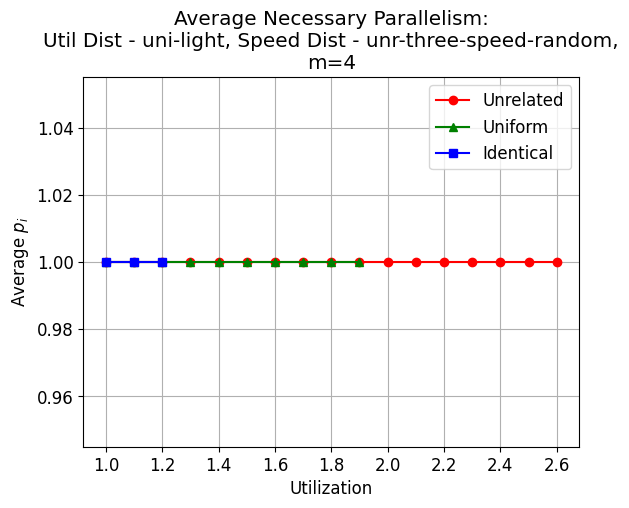 Average Necessary Parallelism:
Util Dist - uni-light, Speed Dist - unr-three-speed-random,
m=4
Unrelated
Uniform
Identical
1.04
1.02
1.00
0.98
0.96
Average p_i
1.0 1.2 1.4 1.6 1.8 2.0 2.2 2.4 2.6
Utilization